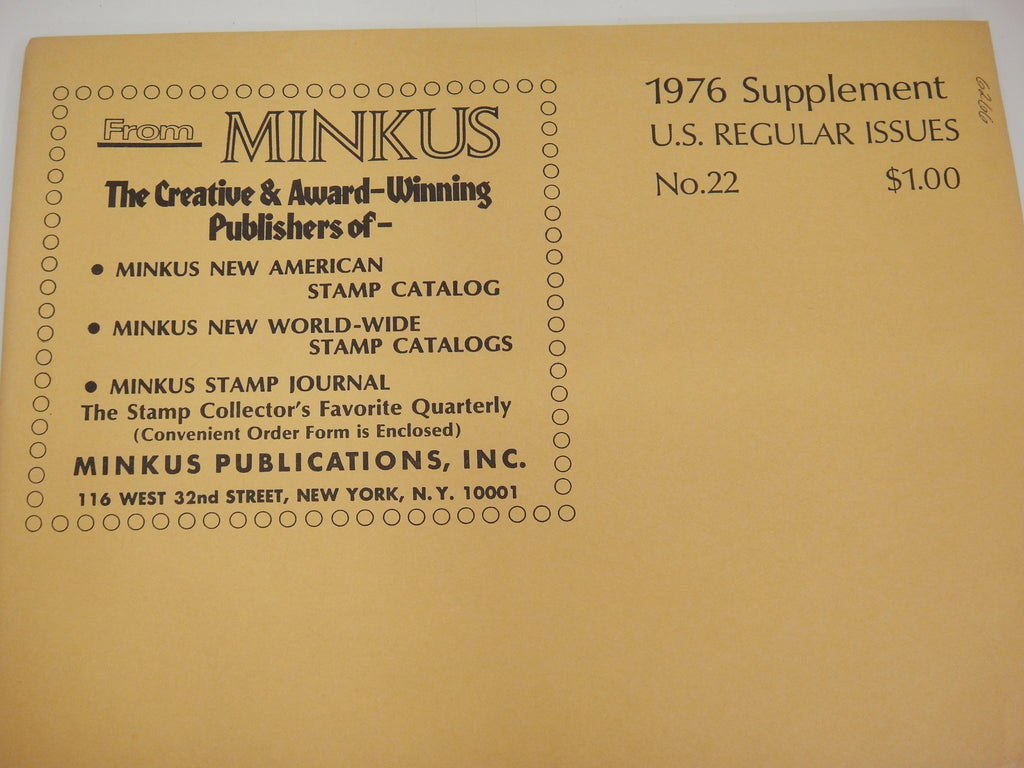 From MINKUS
The Creative & Award-Winning
Publishers of-
● MINKUS NEW AMERICAN
STAMP CATALOG
● MINKUS NEW WORLD-WIDE
STAMP CATALOGS
● MINKUS STAMP JOURNAL
The Stamp Collector's Favorite Quarterly
(Convenient Order Form is Enclosed)
MINKUS PUBLICATIONS, INC.
116 WEST 32nd STREET, NEW YORK, N.Y. 10001
1976 Supplement
U.S. REGULAR ISSUES
No.22 $1.00